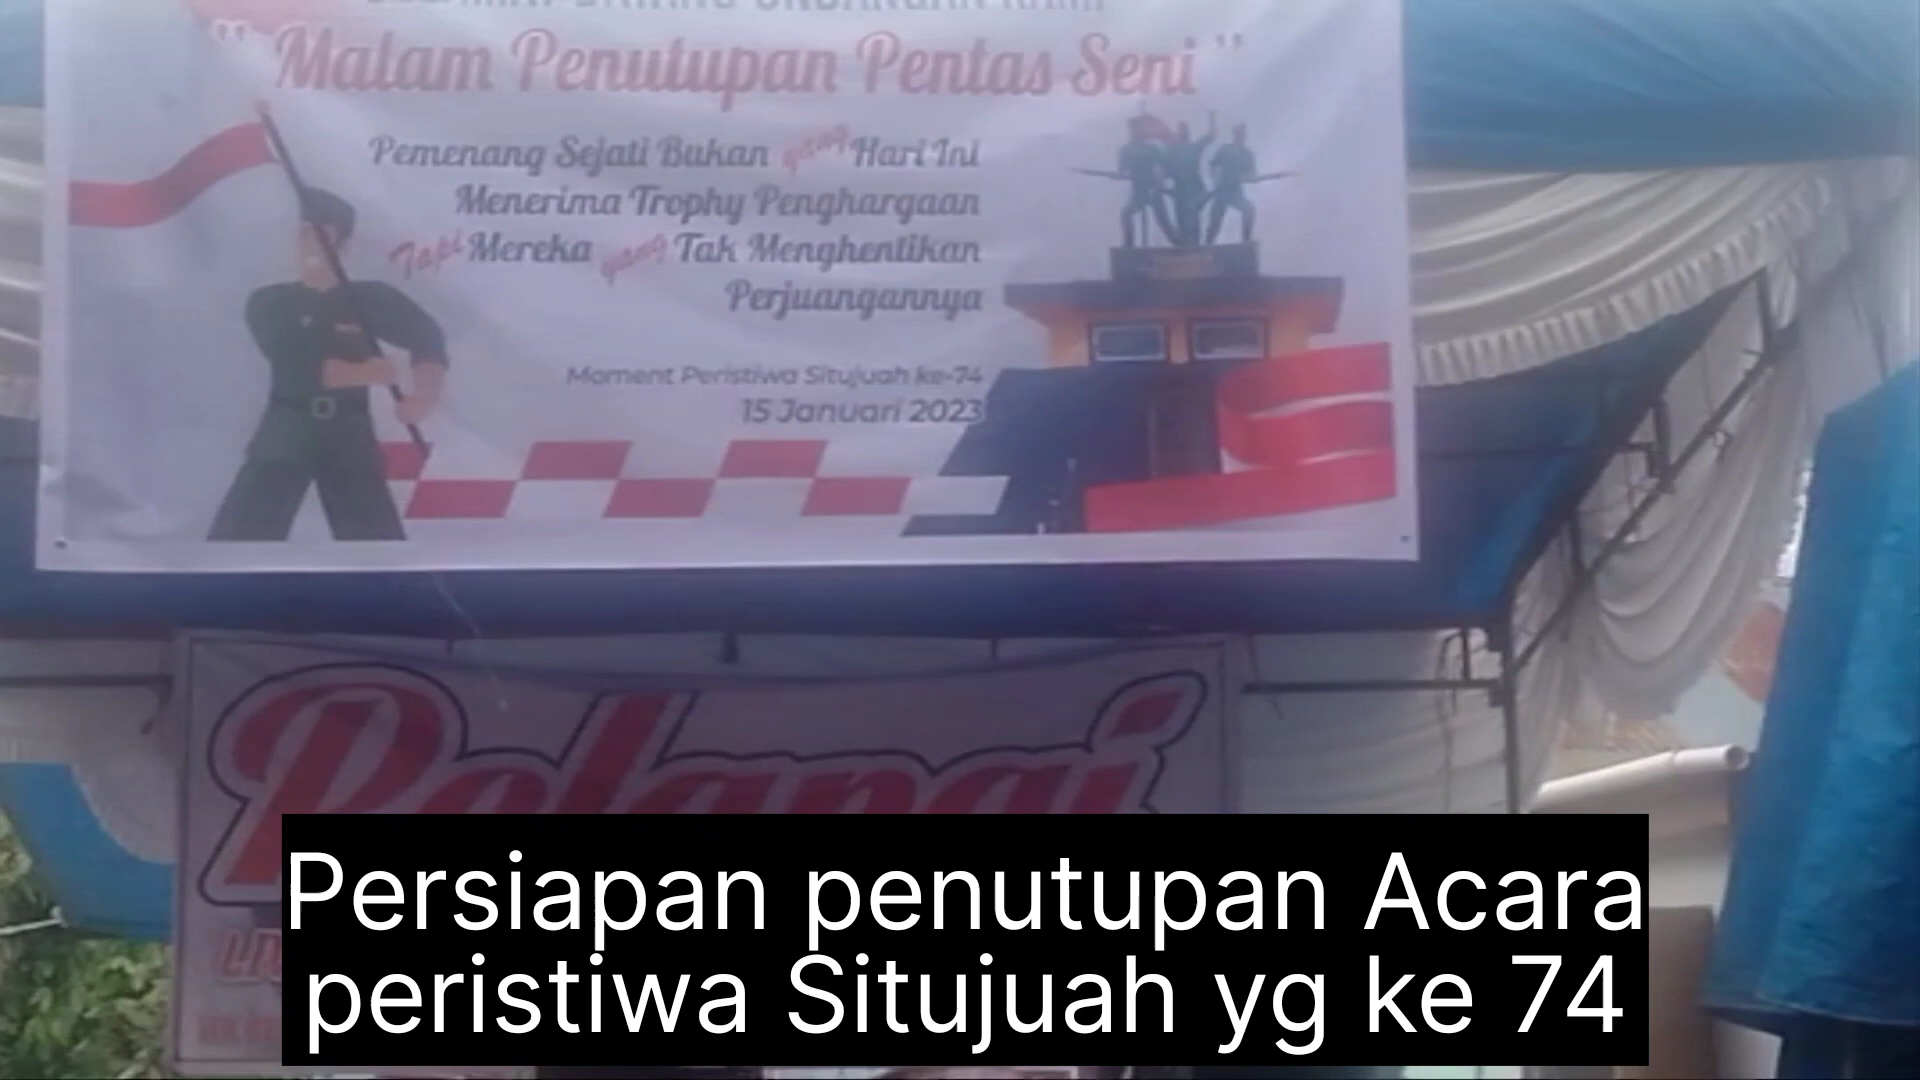 "Malam Penutupan Pentas Seni"
Pemenang Sejati Bukan yang Hari Ini
Menerima Trophy Penghargaan
Tapi Mereka yang Tak Menghentikan
Perjuangannya
Moment Peristiwa Situjuah ke-74
15 Januari 2023
Pelangi
Persiapan penutupan Acara
peristiwa Situjuah yg ke 74